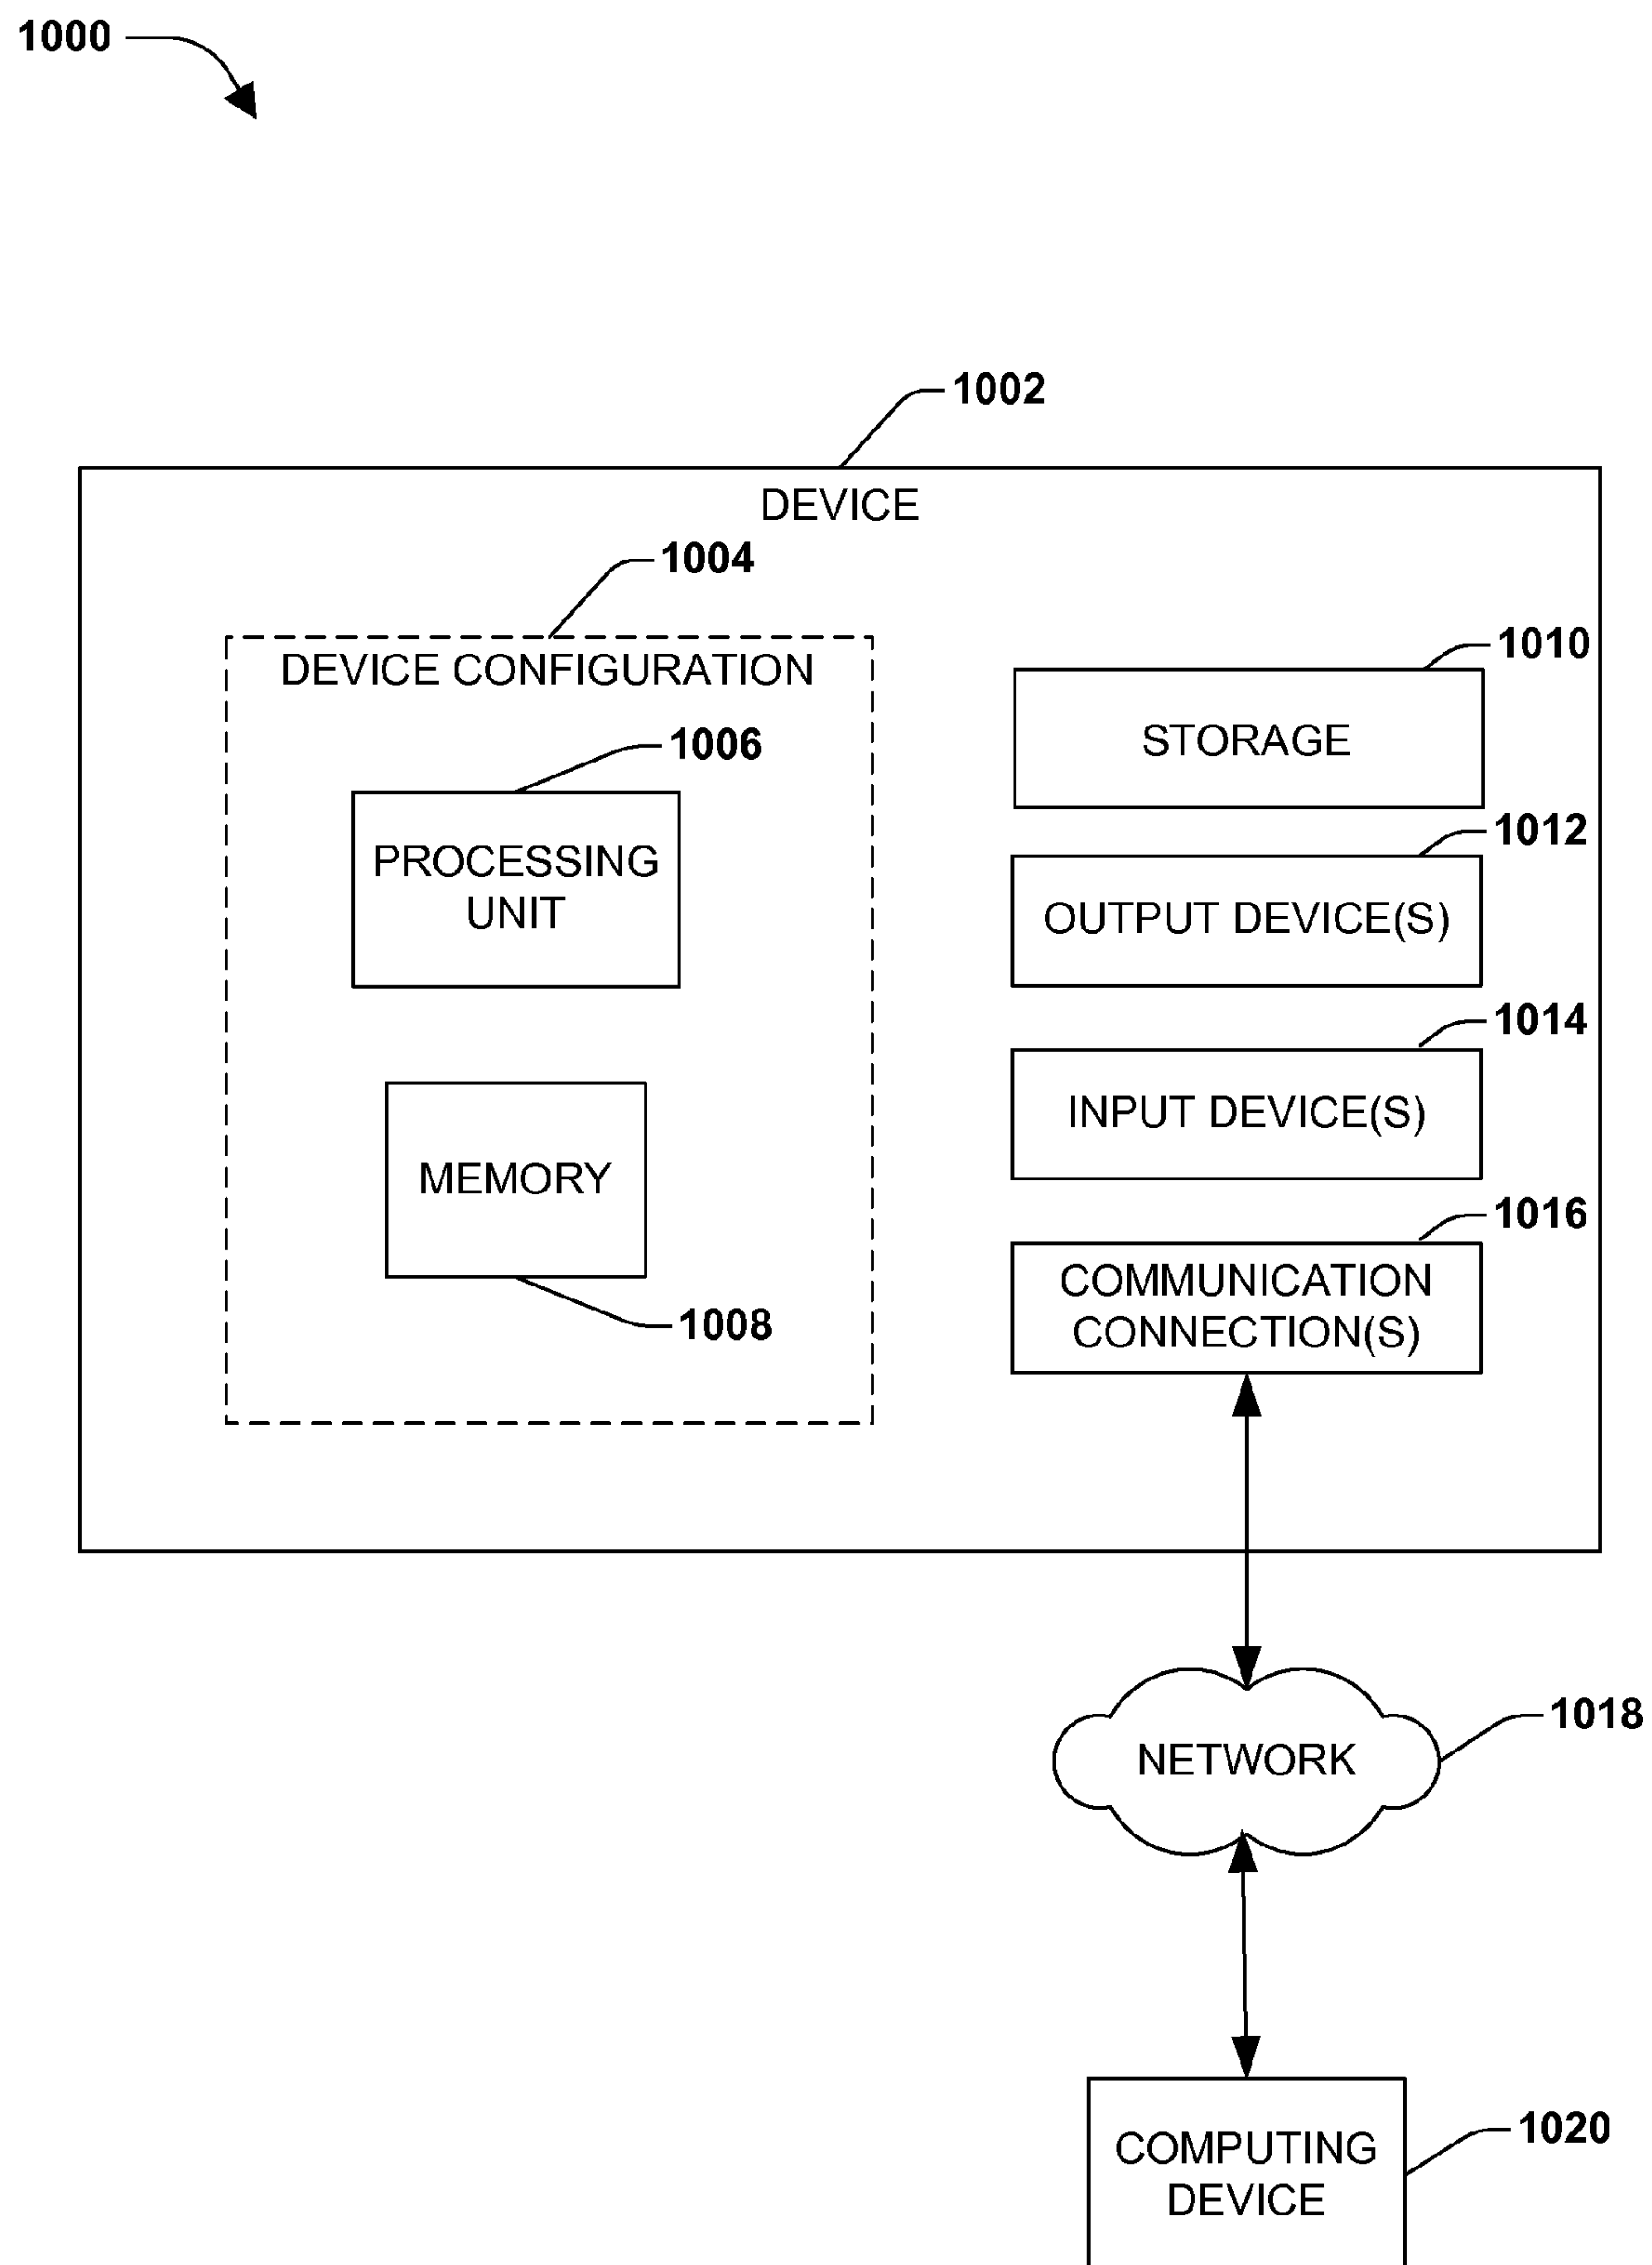 1000
1002
DEVICE
1004
DEVICE CONFIGURATION
1006
PROCESSING
UNIT
MEMORY
1008
1010
STORAGE
1012
OUTPUT DEVICE(S)
1014
INPUT DEVICE(S)
1016
COMMUNICATION
CONNECTION(S)
1018
NETWORK
1020
COMPUTING
DEVICE